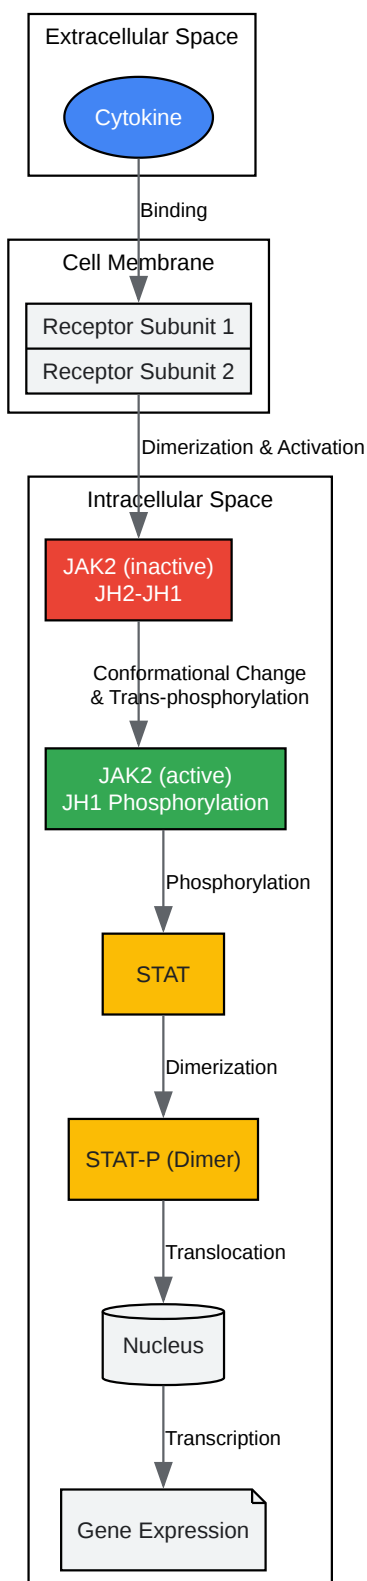 Extracellular Space
Cytokine
Binding
Cell Membrane
Receptor Subunit 1
Receptor Subunit 2
Dimerization & Activation
Intracellular Space
JAK2 (inactive)
JH2-JH1
Conformational Change
& Trans-phosphorylation
JAK2 (active)
JH1 Phosphorylation
Phosphorylation
STAT
Dimerization
STAT-P (Dimer)
Translocation
Nucleus
Transcription
Gene Expression